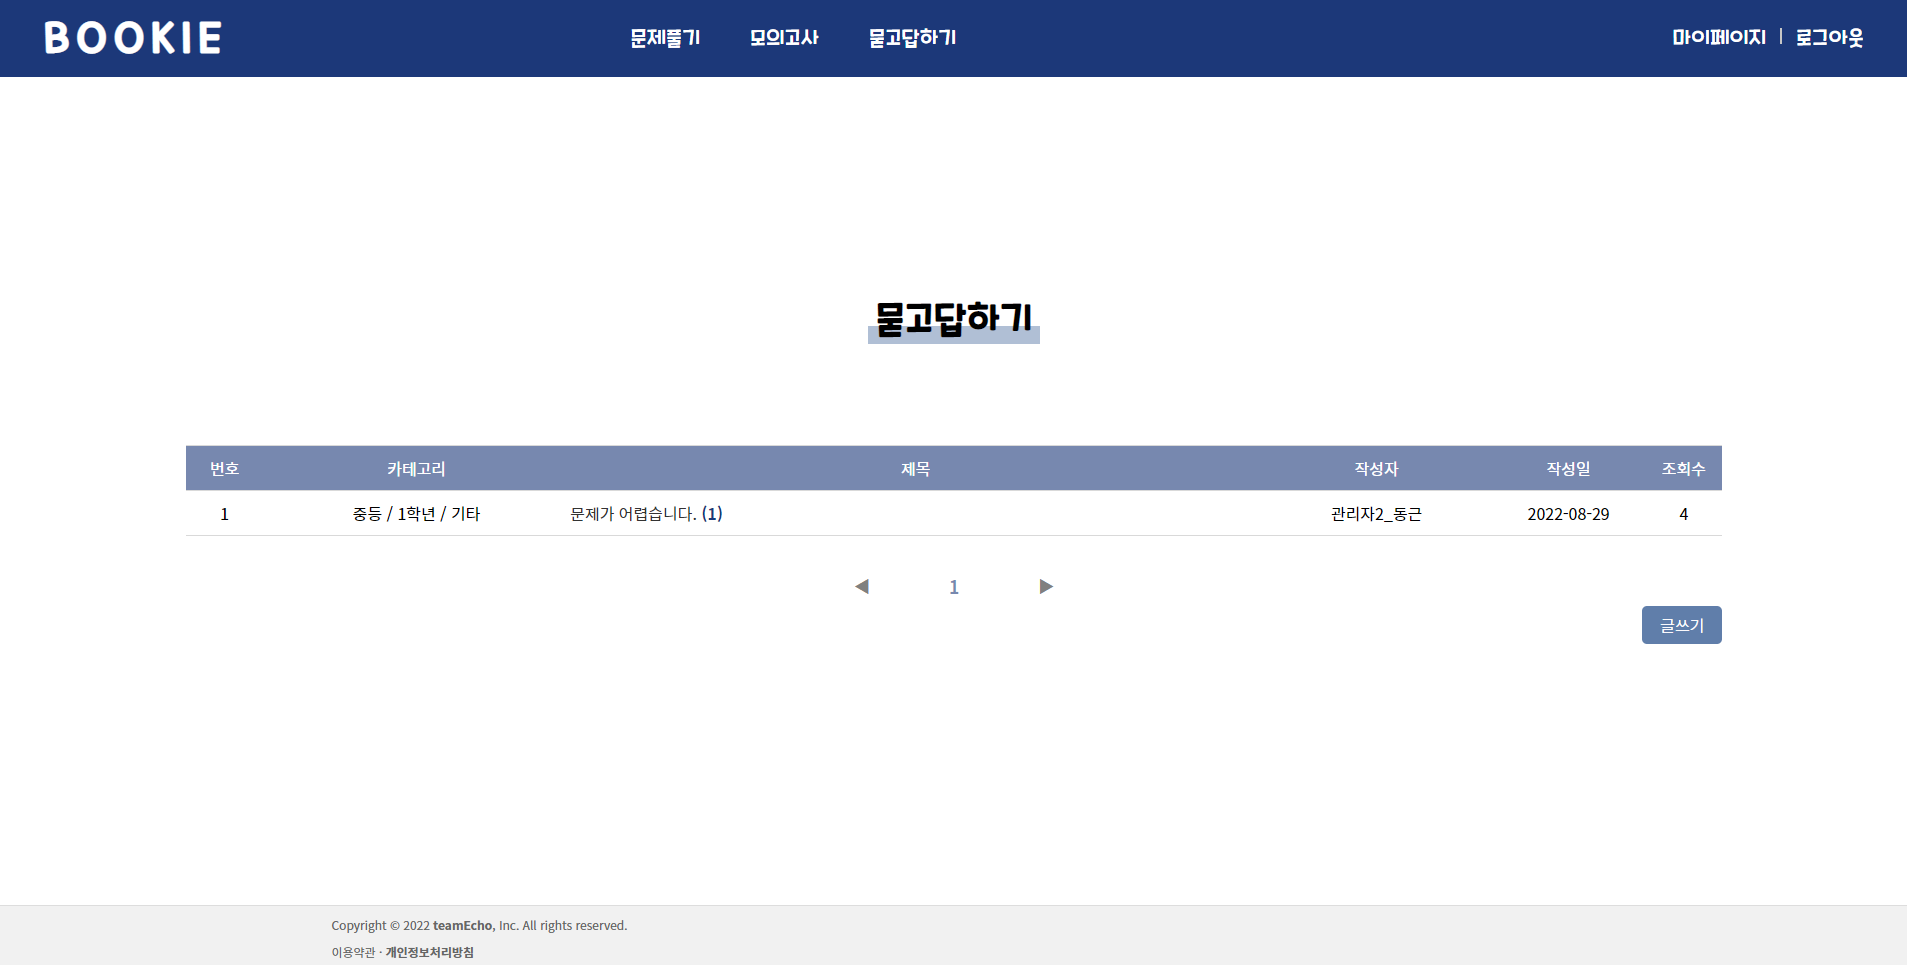 BOOKIE 문제풀기 모의고사 묻고답하기 마이페이지 | 로그아웃
묻고답하기
번호 카테고리 제목 작성자 작성일 조회수
1 중등 / 1학년 / 기타 문제가 어렵습니다. (1) 관리자2_동근 2022-08-29 4
◀ 1 ▶
글쓰기
Copyright © 2022 teamEcho, Inc. All rights reserved.
이용약관 · 개인정보처리방침